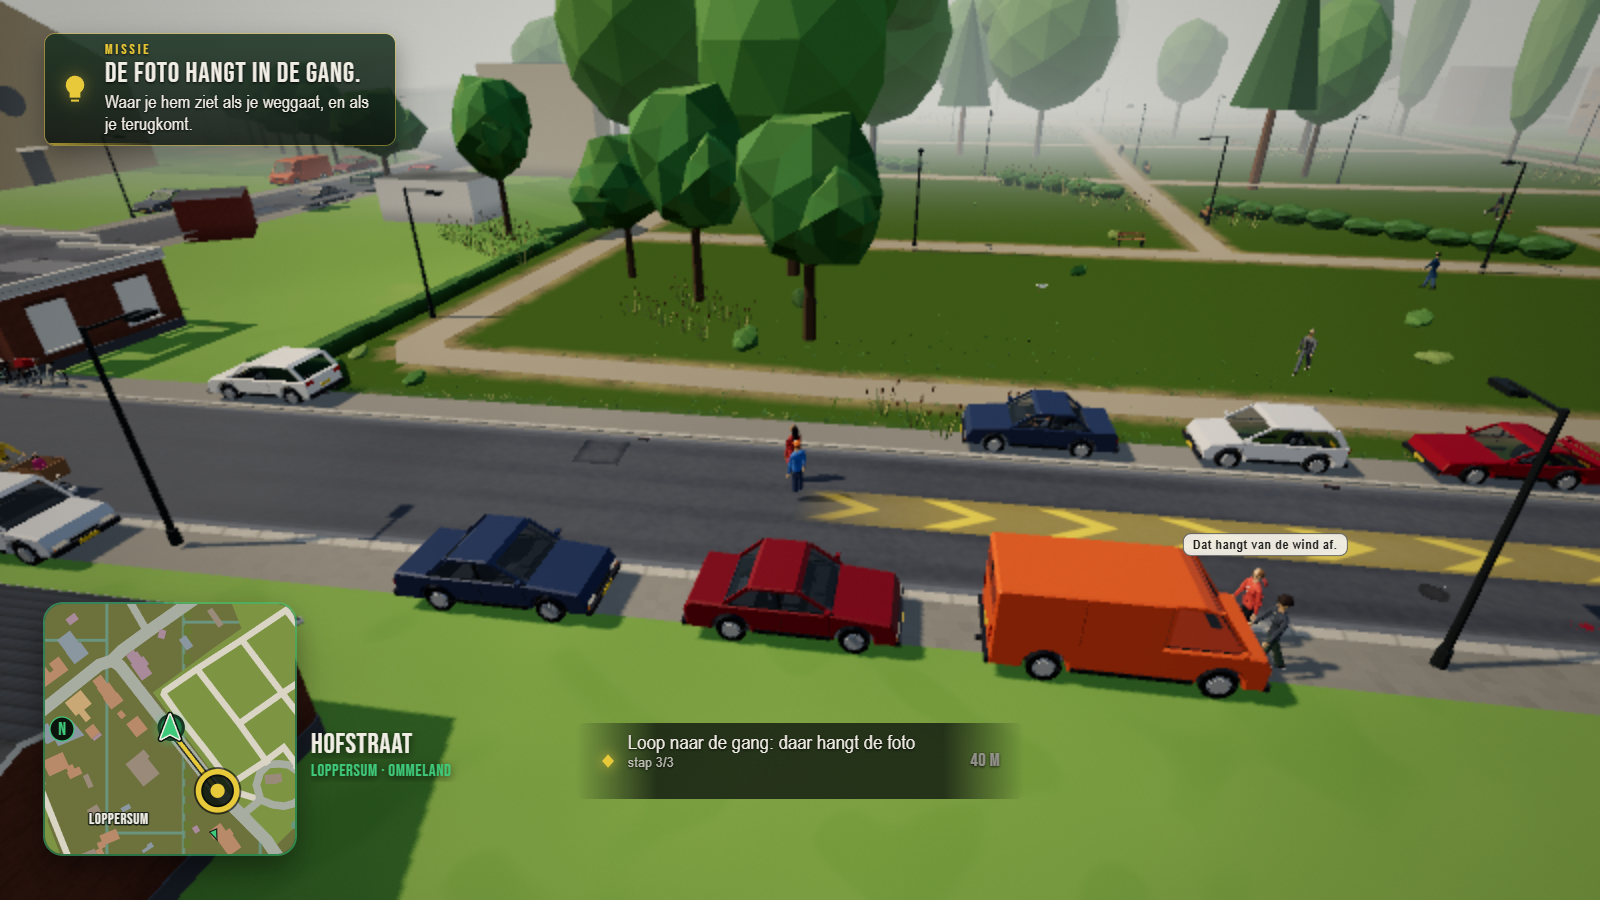 MISSIE
DE FOTO HANGT IN DE GANG.
Waar je hem ziet als je weggaat, en als
je terugkomt.
Dat hangt van de wind af.
N
LOPPERSUM
HOFSTRAAT
LOPPERSUM · OMMELAND
Loop naar de gang: daar hangt de foto
stap 3/3
40 M